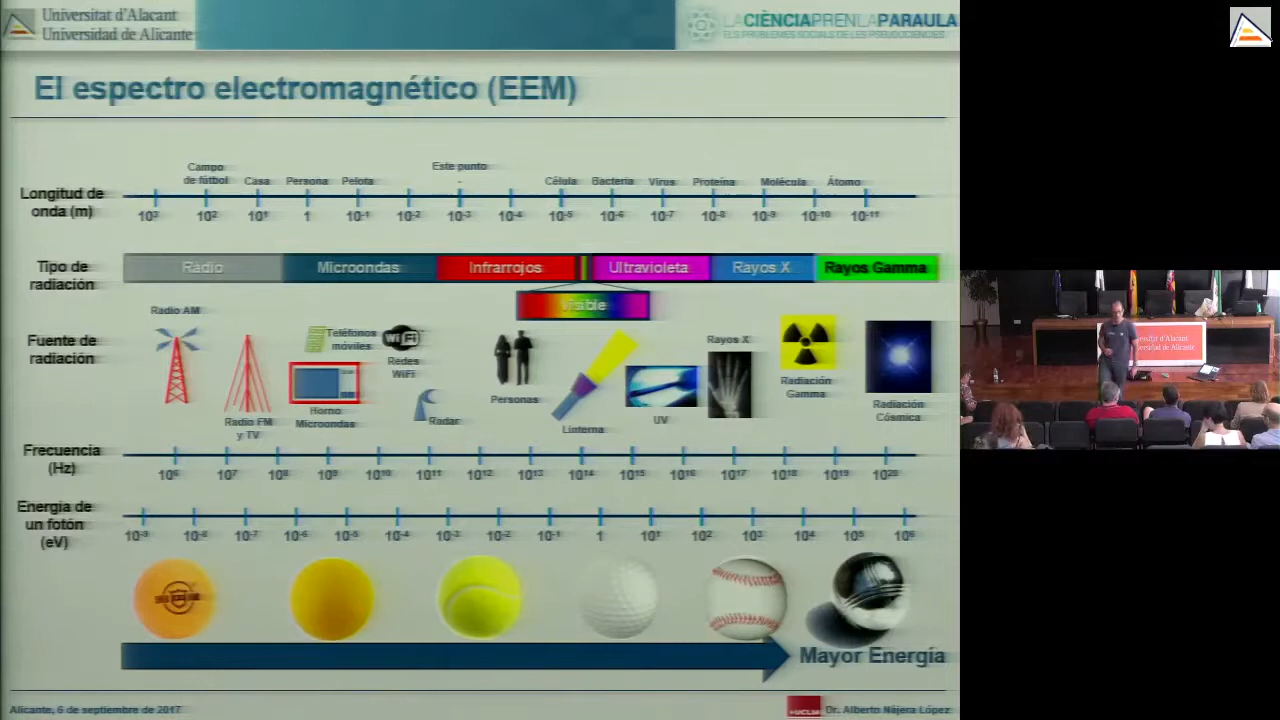 Universitat d'Alacant
Universidad de Alicante
LACIÈNCIAPRENLAPARAULA
ELS PROBLEMES SOCIALS DE LES PSEUDOCIÈNCIES
El espectro electromagnético (EEM)
Campo de fútbol
Casa
Persona
Pelota
Este punto
Célula
Bacteria
Virus
Proteína
Molécula
Átomo
Longitud de onda (m)
10³ 10² 10¹ 1 10⁻¹ 10⁻² 10⁻³ 10⁻⁴ 10⁻⁵ 10⁻⁶ 10⁻⁷ 10⁻⁸ 10⁻⁹ 10⁻¹⁰ 10⁻¹¹
Tipo de radiación
Radio
Microondas
Infrarrojos
Ultravioleta
Rayos X
Rayos Gamma
Visible
Fuente de radiación
Radio AM
Radio FM y TV
Teléfonos móviles
Horno Microondas
WiFi
Redes WiFi
Radar
Personas
Linterna
UV
Rayos X
Radiación Gamma
Radiación Cósmica
Frecuencia (Hz)
10⁶ 10⁷ 10⁸ 10⁹ 10¹⁰ 10¹¹ 10¹² 10¹³ 10¹⁴ 10¹⁵ 10¹⁶ 10¹⁷ 10¹⁸ 10¹⁹ 10²⁰
Energía de un fotón (eV)
10⁻⁹ 10⁻⁸ 10⁻⁷ 10⁻⁶ 10⁻⁵ 10⁻⁴ 10⁻³ 10⁻² 10⁻¹ 1 10¹ 10² 10³ 10⁴ 10⁵ 10⁶
Mayor Energía
Alicante, 6 de septiembre de 2017
UCLM
Dr. Alberto Nájera López
Universidad de Alicante